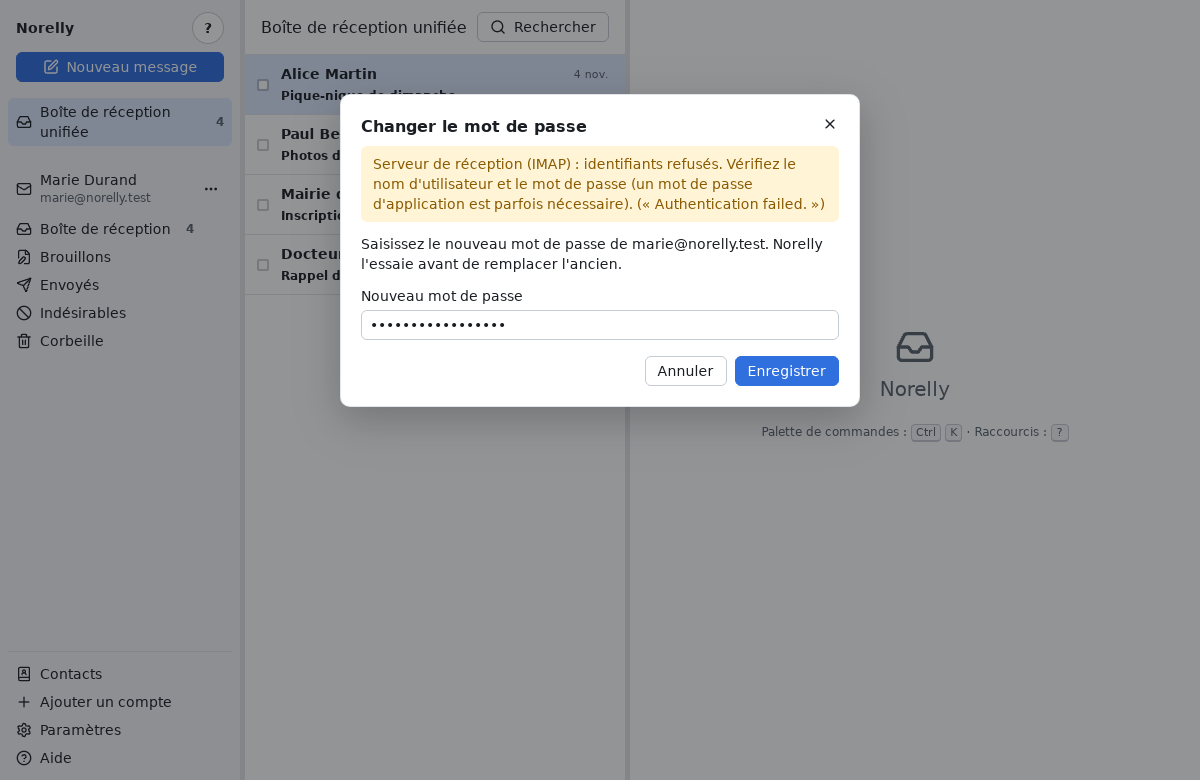 Norelly
?
Nouveau message
Boîte de réception
unifiée
4
Marie Durand
marie@norelly.test
Boîte de réception 4
Brouillons
Envoyés
Indésirables
Corbeille
Contacts
Ajouter un compte
Paramètres
Aide
Boîte de réception unifiée
Rechercher
Alice Martin
4 nov.
Pique-nique de dimanche
Paul
Photos
Mairie
Rappel
Changer le mot de passe
Serveur de réception (IMAP) : identifiants refusés. Vérifiez le
nom d'utilisateur et le mot de passe (un mot de passe
d'application est parfois nécessaire). (« Authentication failed. »)
Saisissez le nouveau mot de passe de marie@norelly.test. Norelly
l'essaie avant de remplacer l'ancien.
Nouveau mot de passe
•••••••••••••••••
Annuler
Enregistrer
Norelly
Palette de commandes : Ctrl K · Raccourcis : ?